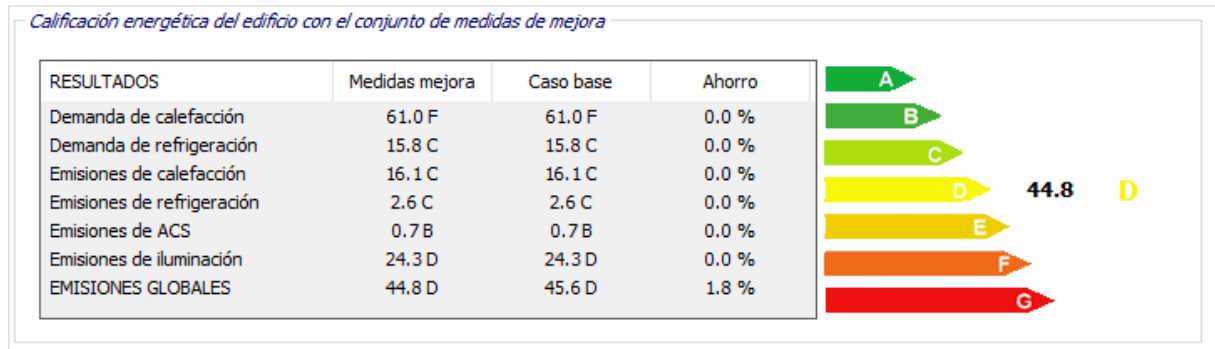 Calificación energética del edificio con el conjunto de medidas de mejora
RESULTADOS Medidas mejora Caso base Ahorro
Demanda de calefacción 61.0 F 61.0 F 0.0 %
Demanda de refrigeración 15.8 C 15.8 C 0.0 %
Emisiones de calefacción 16.1 C 16.1 C 0.0 %
Emisiones de refrigeración 2.6 C 2.6 C 0.0 %
Emisiones de ACS 0.7 B 0.7 B 0.0 %
Emisiones de iluminación 24.3 D 24.3 D 0.0 %
EMISIONES GLOBALES 44.8 D 45.6 D 1.8 %
A
B
C
D 44.8 D
E
F
G